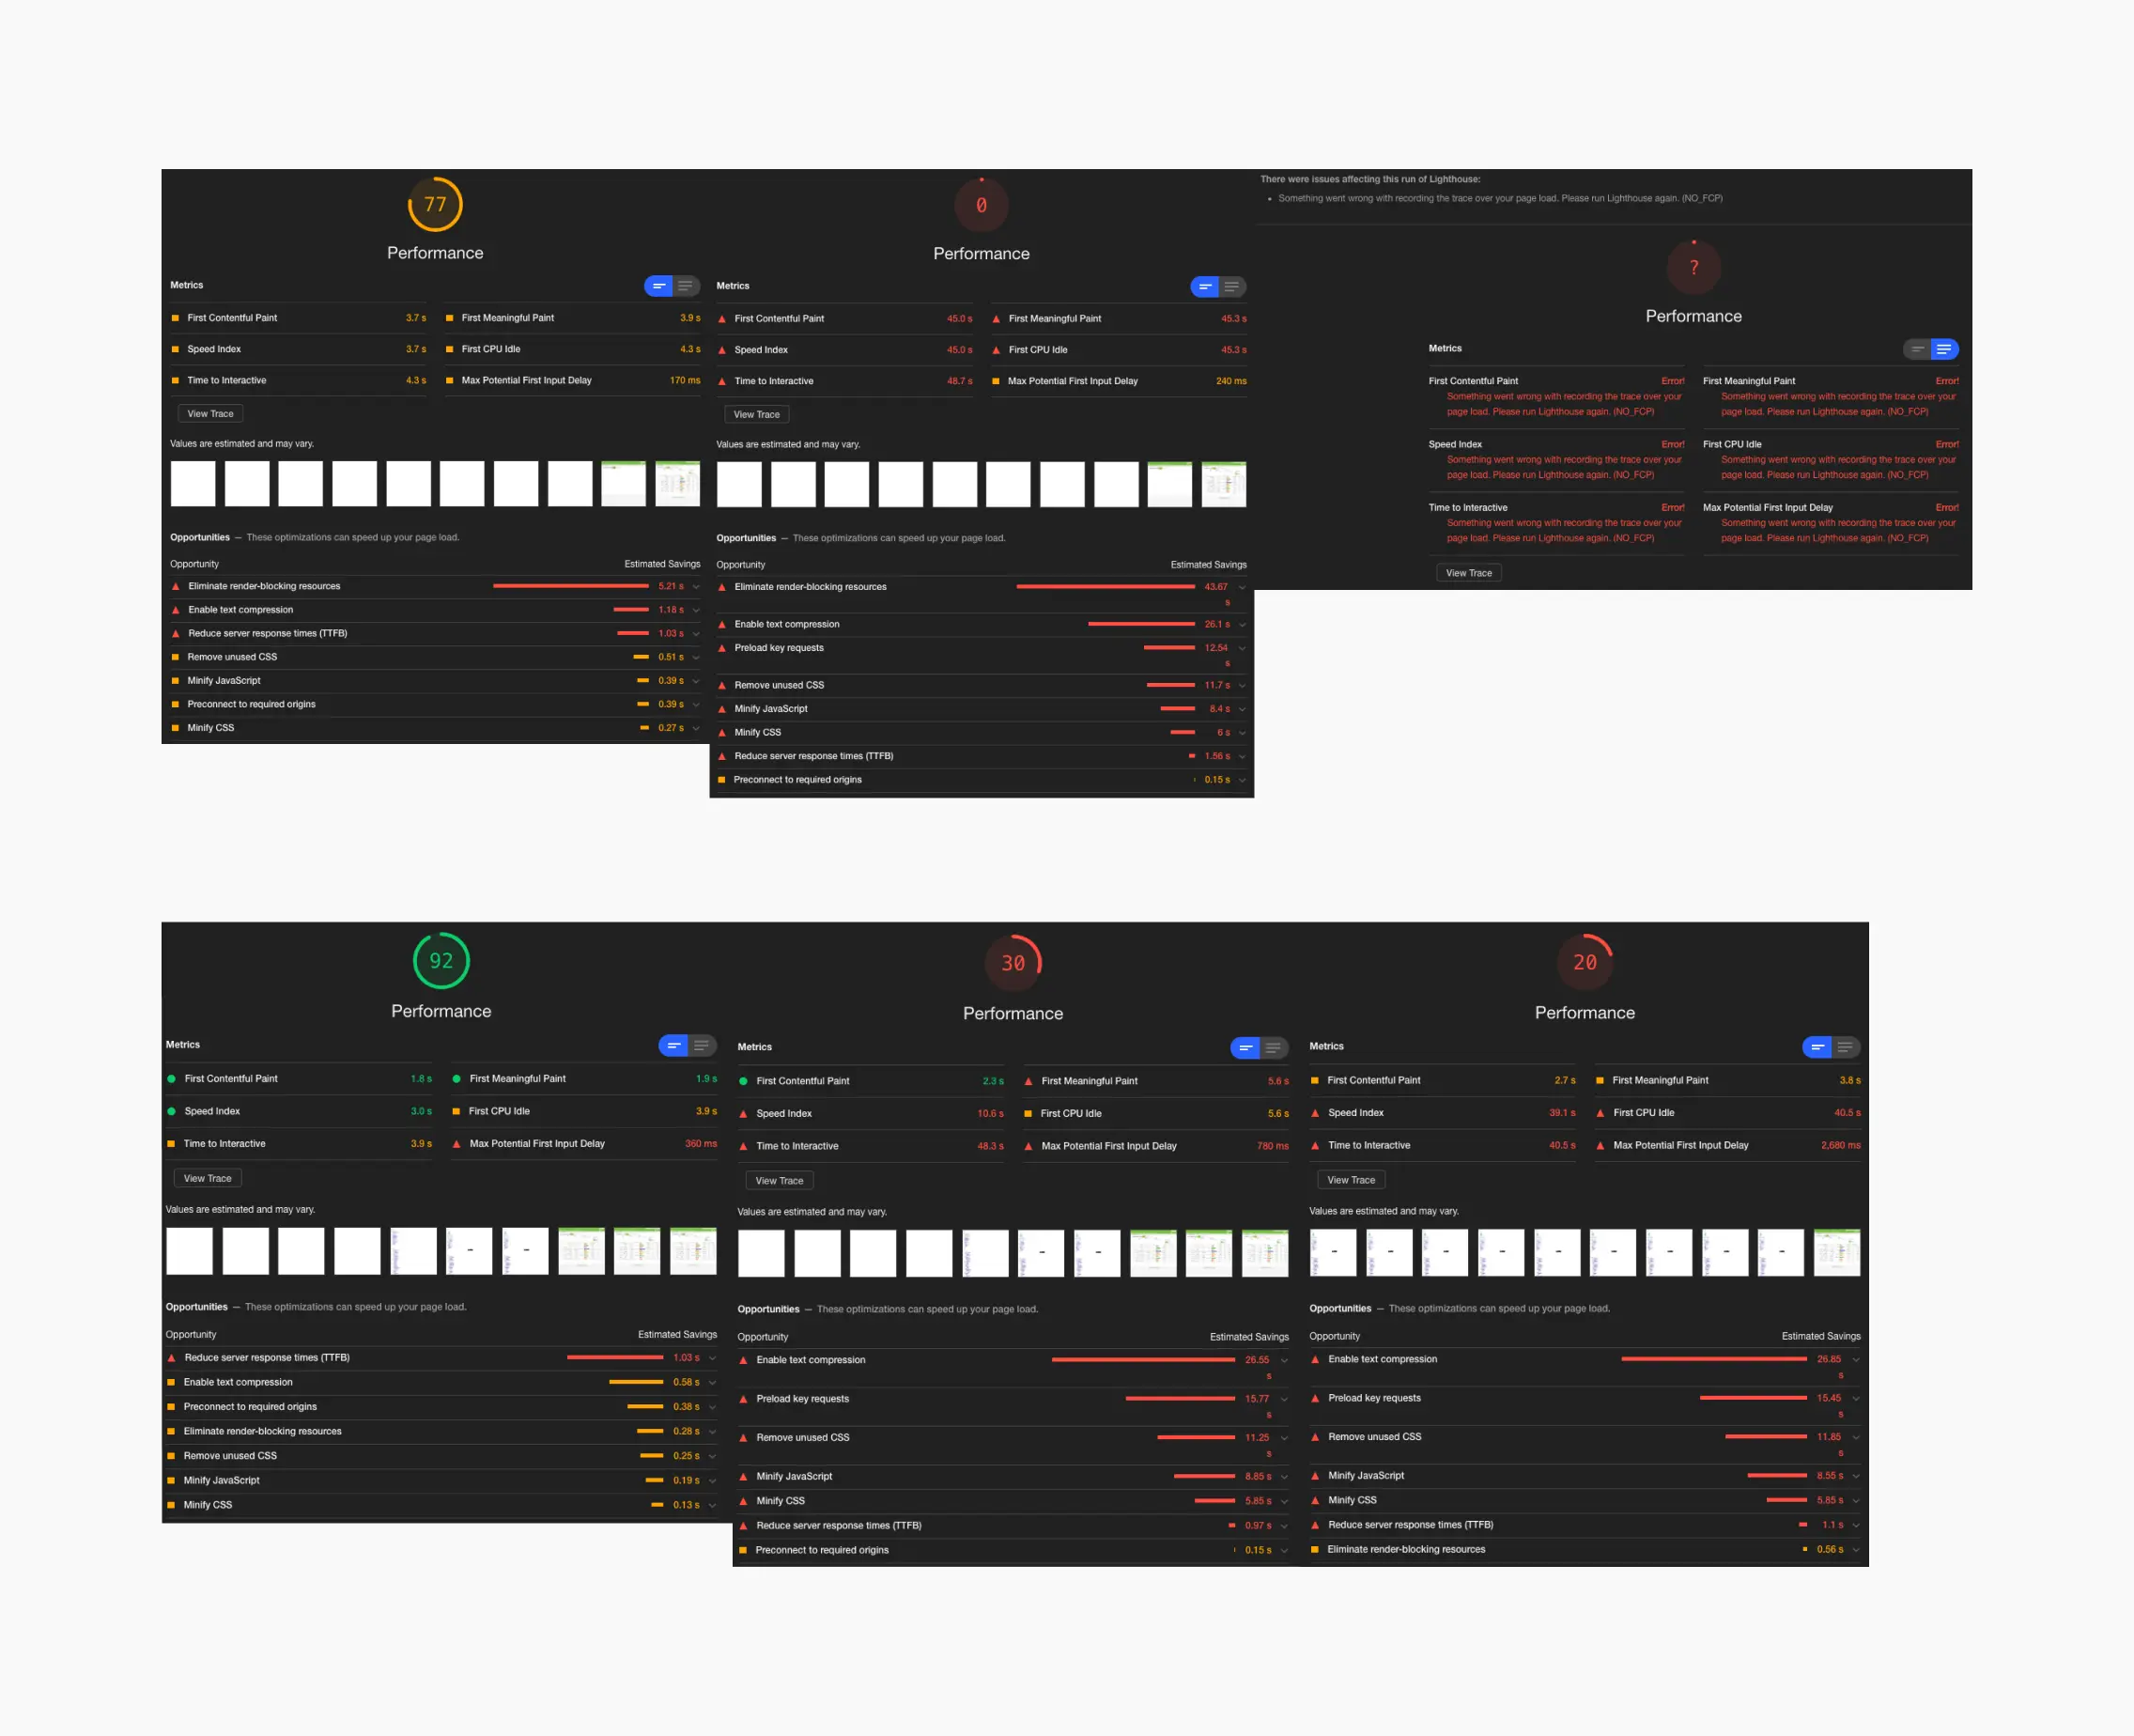 77
Performance
Metrics
First Contentful Paint 3.7 s First Meaningful Paint 3.9 s
Speed Index 3.7 s First CPU Idle 4.3 s
Time to Interactive 4.3 s Max Potential First Input Delay 170 ms
View Trace
Values are estimated and may vary.
Opportunities — These optimizations can speed up your page load.
Opportunity Estimated Savings
Eliminate render-blocking resources 5.21 s
Enable text compression 1.18 s
Reduce server response times (TTFB) 1.03 s
Remove unused CSS 0.51 s
Minify JavaScript 0.39 s
Preconnect to required origins 0.39 s
Minify CSS 0.27 s
0
Performance
Metrics
First Contentful Paint 45.0 s First Meaningful Paint 45.3 s
Speed Index 45.0 s First CPU Idle 45.3 s
Time to Interactive 48.7 s Max Potential First Input Delay 240 ms
View Trace
Values are estimated and may vary.
Opportunities — These optimizations can speed up your page load.
Opportunity Estimated Savings
Eliminate render-blocking resources 43.67
s
Enable text compression 26.1 s
Preload key requests 12.54
s
Remove unused CSS 11.7 s
Minify JavaScript 8.4 s
Minify CSS 6 s
Reduce server response times (TTFB) 1.56 s
Preconnect to required origins 0.15 s
There were issues affecting this run of Lighthouse:
• Something went wrong with recording the trace over your page load. Please run Lighthouse again. (NO_FCP)
?
Performance
Metrics
First Contentful Paint Error!
Something went wrong with recording the trace over your
page load. Please run Lighthouse again. (NO_FCP)
First Meaningful Paint Error!
Something went wrong with recording the trace over your
page load. Please run Lighthouse again. (NO_FCP)
Speed Index Error!
Something went wrong with recording the trace over your
page load. Please run Lighthouse again. (NO_FCP)
First CPU Idle Error!
Something went wrong with recording the trace over your
page load. Please run Lighthouse again. (NO_FCP)
Time to Interactive Error!
Something went wrong with recording the trace over your
page load. Please run Lighthouse again. (NO_FCP)
Max Potential First Input Delay Error!
Something went wrong with recording the trace over your
page load. Please run Lighthouse again. (NO_FCP)
View Trace
92
Performance
Metrics
First Contentful Paint 1.8 s First Meaningful Paint 1.9 s
Speed Index 3.0 s First CPU Idle 3.9 s
Time to Interactive 3.9 s Max Potential First Input Delay 360 ms
View Trace
Values are estimated and may vary.
Opportunities — These optimizations can speed up your page load.
Opportunity Estimated Savings
Reduce server response times (TTFB) 1.03 s
Enable text compression 0.58 s
Preconnect to required origins 0.38 s
Eliminate render-blocking resources 0.28 s
Remove unused CSS 0.25 s
Minify JavaScript 0.19 s
Minify CSS 0.13 s
30
Performance
Metrics
First Contentful Paint 2.3 s First Meaningful Paint 5.6 s
Speed Index 10.6 s First CPU Idle 5.6 s
Time to Interactive 48.3 s Max Potential First Input Delay 780 ms
View Trace
Values are estimated and may vary.
Opportunities — These optimizations can speed up your page load.
Opportunity Estimated Savings
Enable text compression 26.55
s
Preload key requests 15.77
s
Remove unused CSS 11.25
s
Minify JavaScript 8.85 s
Minify CSS 5.85 s
Reduce server response times (TTFB) 0.97 s
Preconnect to required origins 0.15 s
20
Performance
Metrics
First Contentful Paint 2.7 s First Meaningful Paint 3.8 s
Speed Index 39.1 s First CPU Idle 40.5 s
Time to Interactive 40.5 s Max Potential First Input Delay 2,680 ms
View Trace
Values are estimated and may vary.
Opportunities — These optimizations can speed up your page load.
Opportunity Estimated Savings
Enable text compression 26.85
s
Preload key requests 15.45
s
Remove unused CSS 11.85
s
Minify JavaScript 8.55 s
Minify CSS 5.85 s
Reduce server response times (TTFB) 1.1 s
Eliminate render-blocking resources 0.56 s